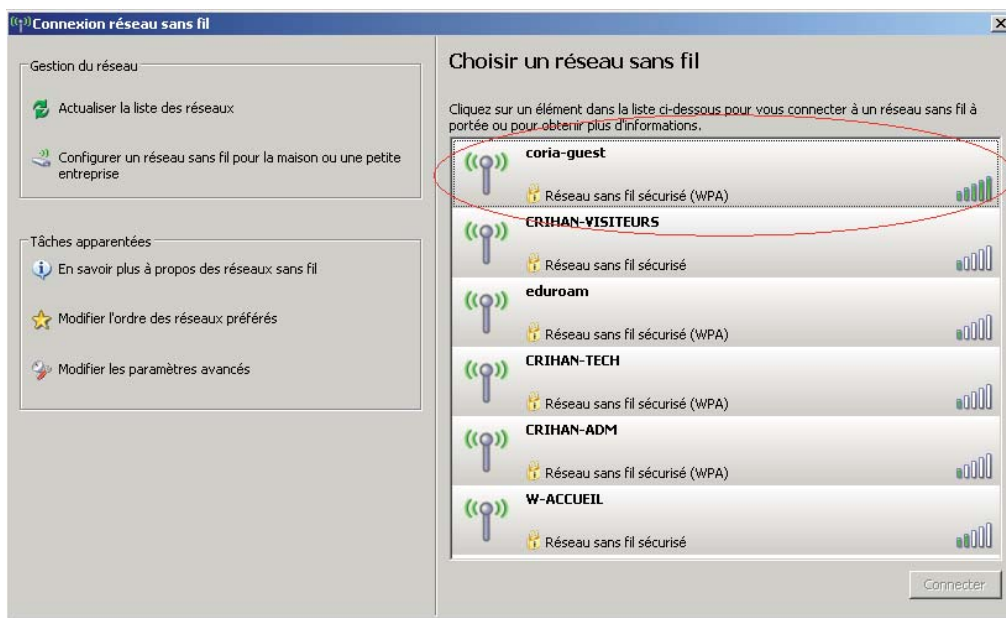 Connexion réseau sans fil
Gestion du réseau
Actualiser la liste des réseaux
Configurer un réseau sans fil pour la maison ou une petite
entreprise
Tâches apparentées
En savoir plus à propos des réseaux sans fil
Modifier l'ordre des réseaux préférés
Modifier les paramètres avancés
Choisir un réseau sans fil
Cliquez sur un élément dans la liste ci-dessous pour vous connecter à un réseau sans fil à
portée ou pour obtenir plus d'informations.
coria-guest
Réseau sans fil sécurisé (WPA)
CRIHAN-VISITEURS
Réseau sans fil sécurisé
eduroam
Réseau sans fil sécurisé (WPA)
CRIHAN-TECH
Réseau sans fil sécurisé (WPA)
CRIHAN-ADM
Réseau sans fil sécurisé (WPA)
W-ACCUEIL
Réseau sans fil sécurisé
Connecter